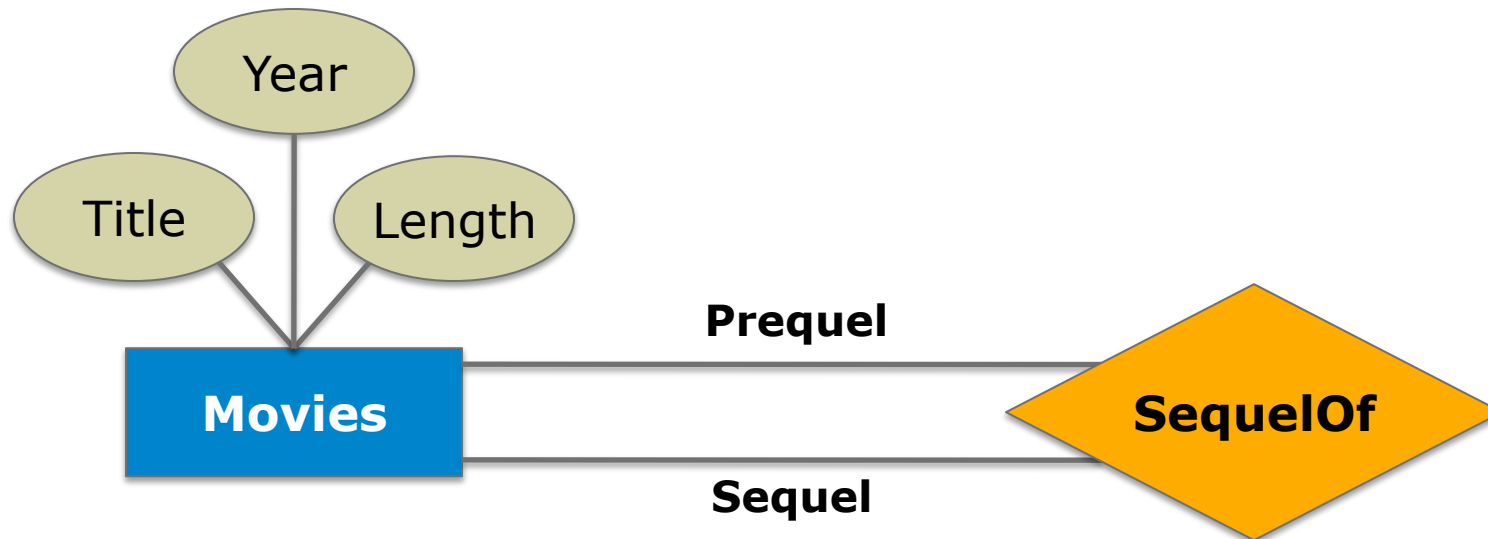 Year
Title
Length
Prequel
Movies
SequelOf
Sequel